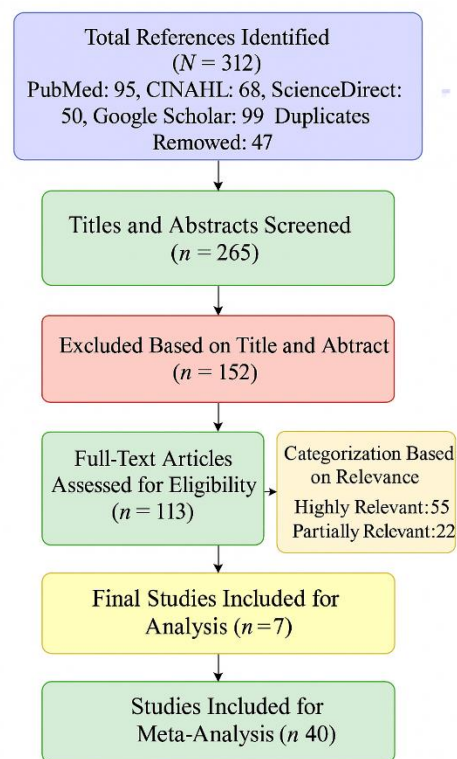 Total References Identified
(N = 312)
PubMed: 95, CINAHL: 68, ScienceDirect:
50, Google Scholar: 99 Duplicates
Remowed: 47
Titles and Abstracts Screened
(n = 265)
Excluded Based on Title and Abtract
(n = 152)
Full-Text Articles
Assessed for Eligibility
(n = 113)
Categorization Based
on Relevance
Highly Relevant:55
Partially Relevant:22
Final Studies Included for
Analysis (n = 7)
Studies Included for
Meta-Analysis (n 40)